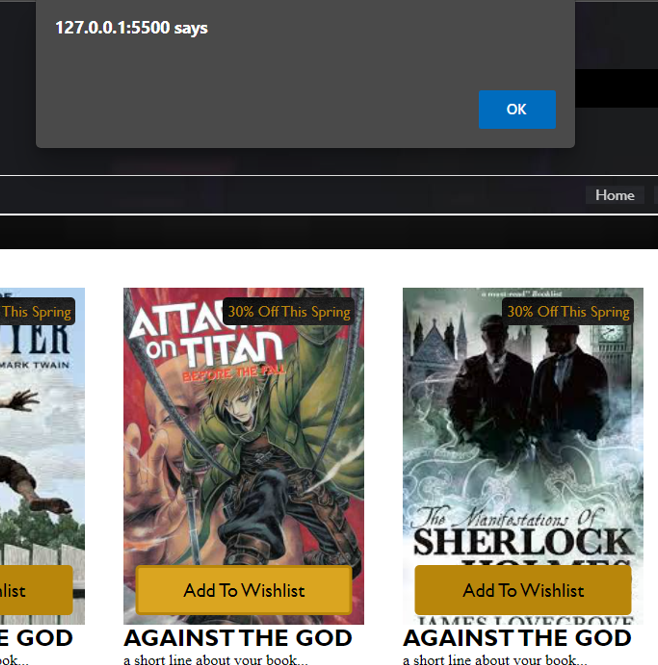 127.0.0.1:5500 says
OK
Home
This Spring
YER
MARK TWAIN
list
E GOD
ok...
30% Off This Spring
ATTACK
ON TITAN
BEFORE THE FALL
Add To Wishlist
AGAINST THE GOD
a short line about your book...
a must-read" Booklist
30% Off This Spring
The Manifestations Of
SHERLOCK
HOLMES
Add To Wishlist
JAMES LOVEGROVE
AGAINST THE GOD
a short line about your book...